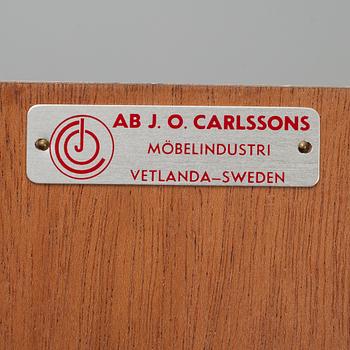 AB J. O. CARLSSONS
MÖBELINDUSTRI
VETLANDA–SWEDEN